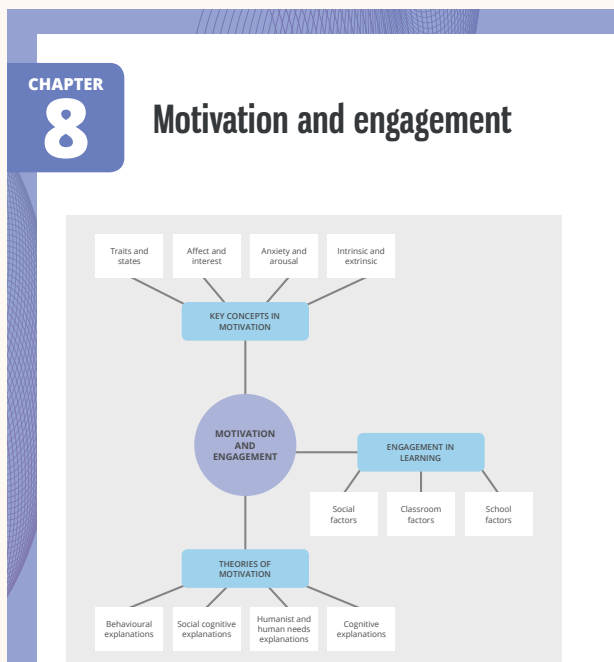 CHAPTER
8
Motivation and engagement
Traits and
states
Affect and
interest
Anxiety and
arousal
Intrinsic and
extrinsic
KEY CONCEPTS IN
MOTIVATION
MOTIVATION
AND
ENGAGEMENT
ENGAGEMENT IN
LEARNING
Social
factors
Classroom
factors
School
factors
THEORIES OF
MOTIVATION
Behavioural
explanations
Social cognitive
explanations
Humanist and
human needs
explanations
Cognitive
explanations